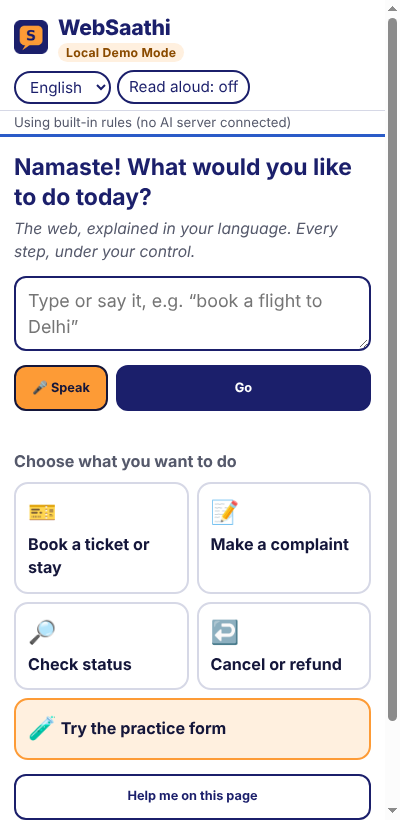 S
WebSaathi
Local Demo Mode
English
Read aloud: off
Using built-in rules (no AI server connected)
Namaste! What would you like
to do today?
The web, explained in your language. Every
step, under your control.
Type or say it, e.g. “book a flight to
Delhi”
🎤 Speak
Go
Choose what you want to do
Book a ticket or
stay
Make a complaint
Check status
Cancel or refund
Try the practice form
Help me on this page